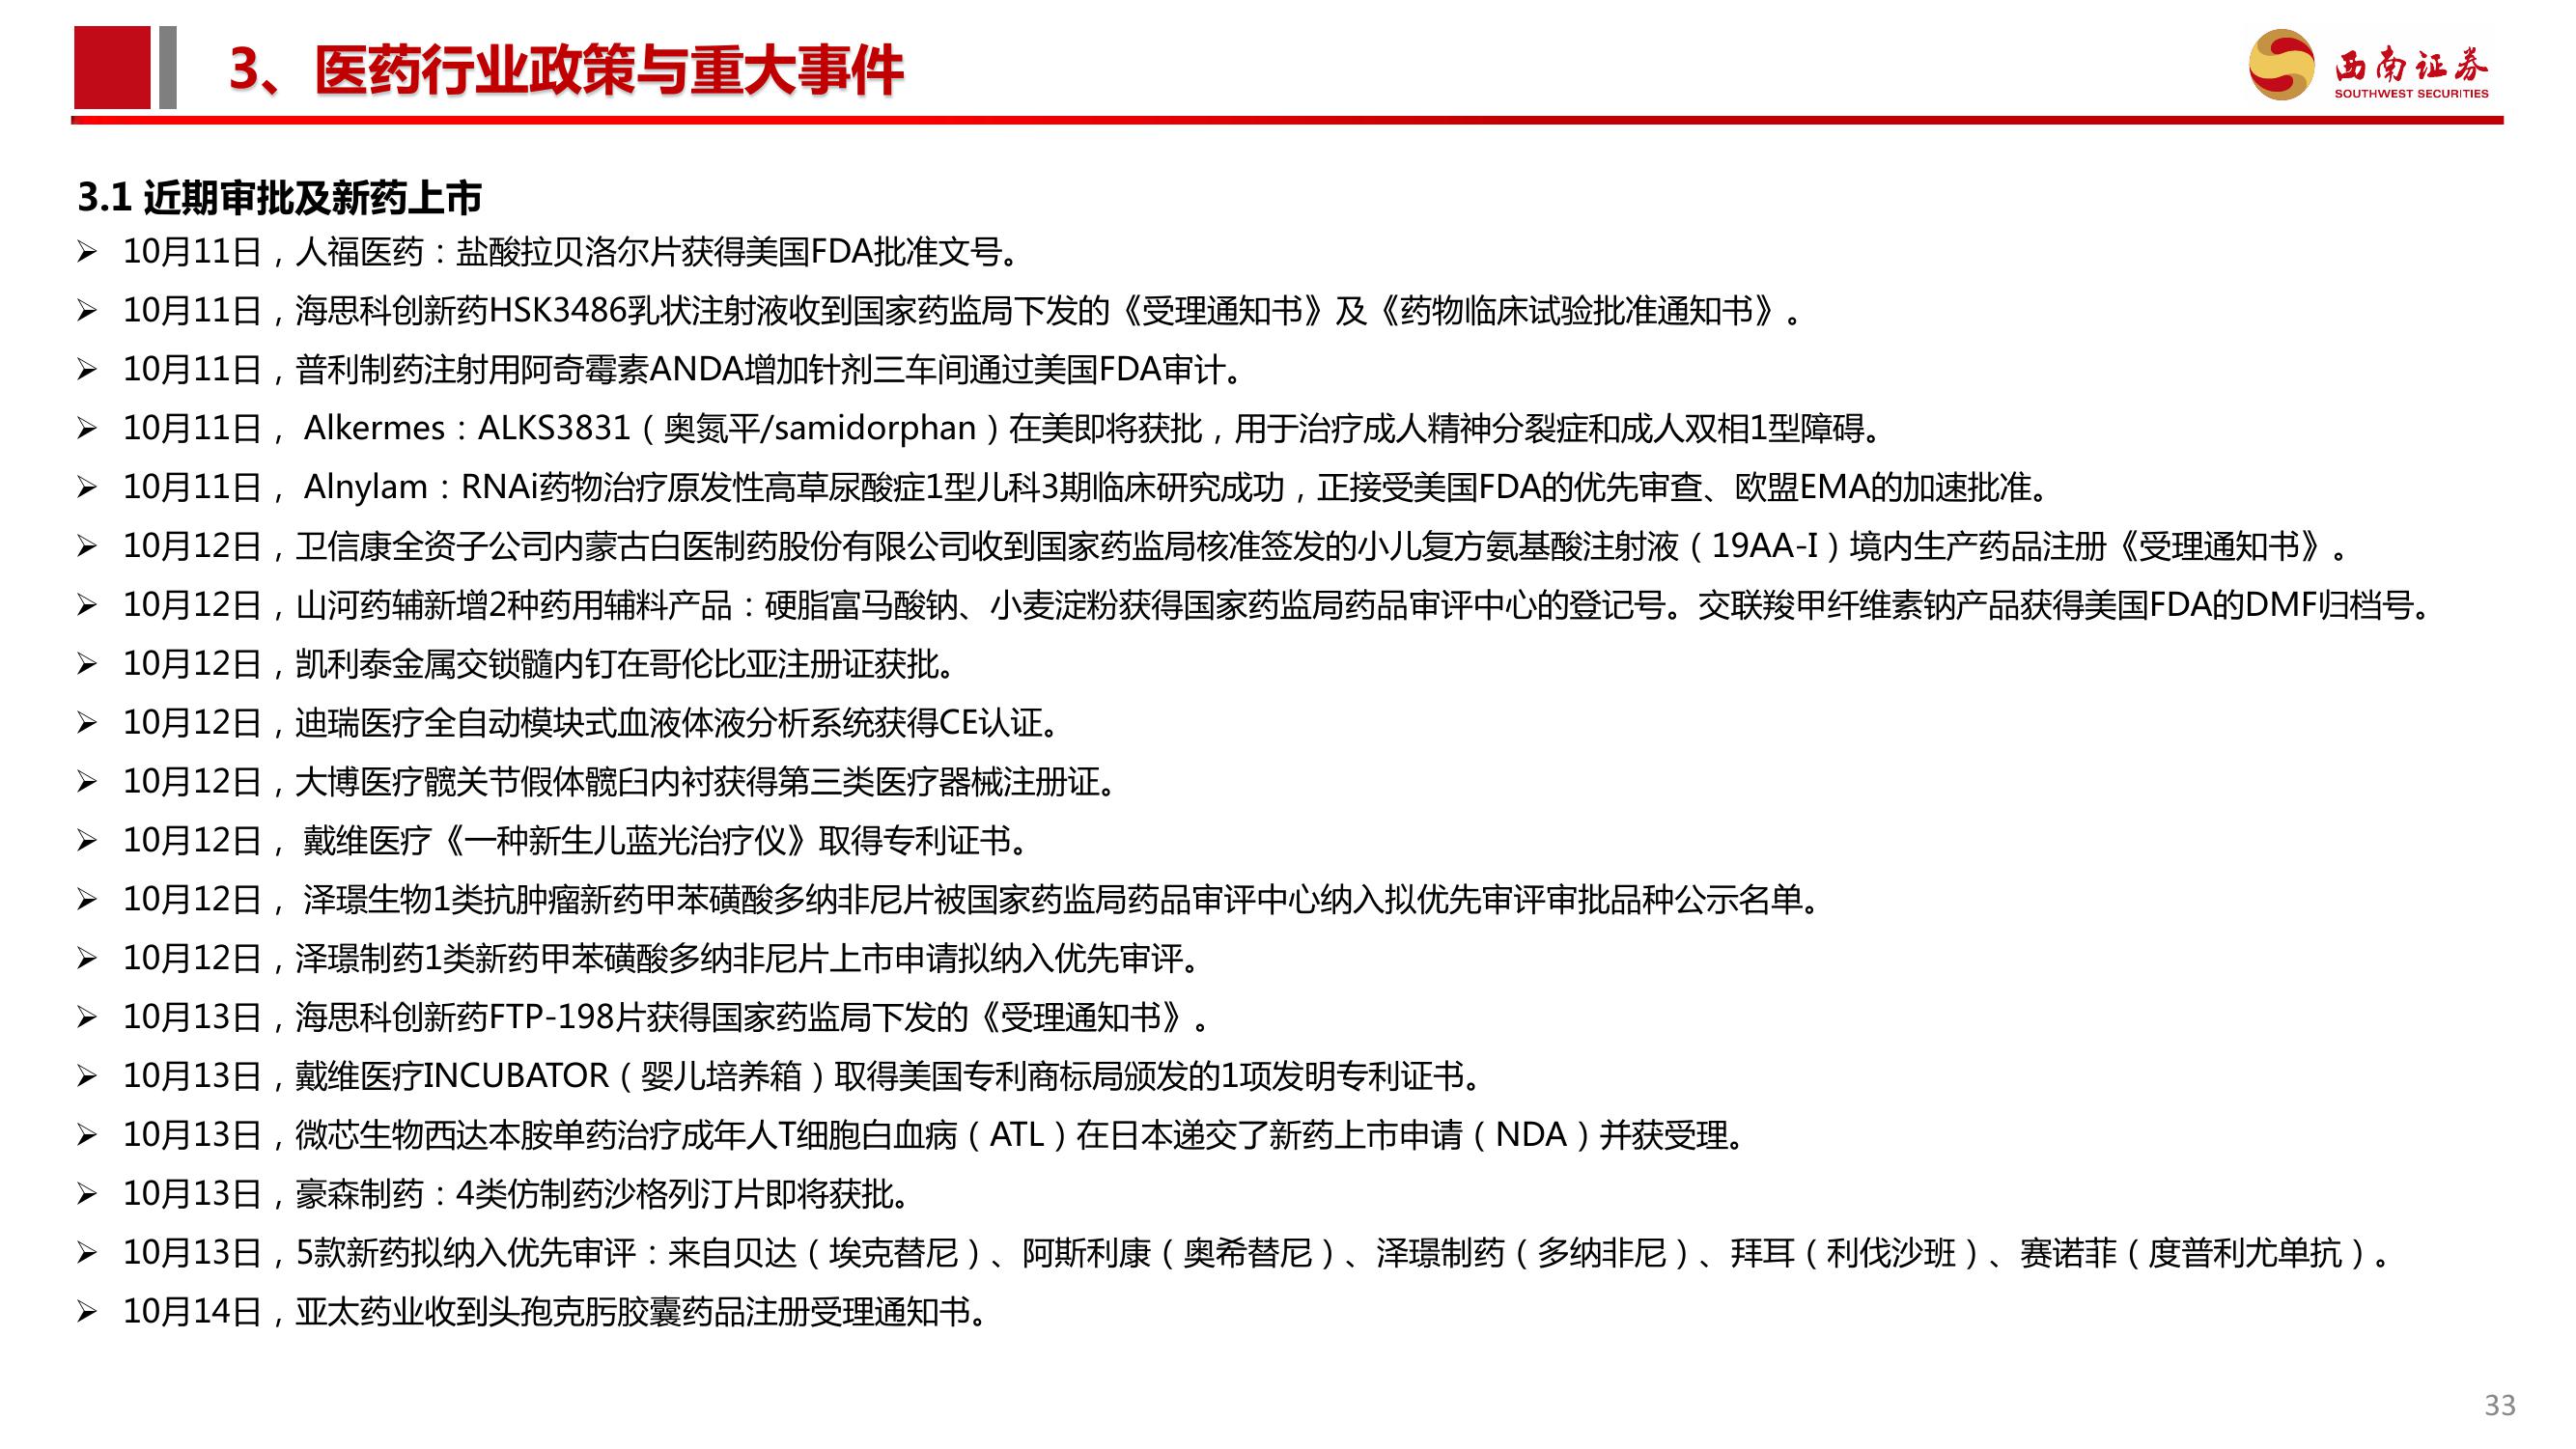 3、医药行业政策与重大事件
西南证券
SOUTHWEST SECURITIES
3.1 近期审批及新药上市
➢ 10月11日，人福医药：盐酸拉贝洛尔片获得美国FDA批准文号。
➢ 10月11日，海思科创新药HSK3486乳状注射液收到国家药监局下发的《受理通知书》及《药物临床试验批准通知书》。
➢ 10月11日，普利制药注射用阿奇霉素ANDA增加针剂三车间通过美国FDA审计。
➢ 10月11日， Alkermes：ALKS3831（奥氮平/samidorphan）在美即将获批，用于治疗成人精神分裂症和成人双相1型障碍。
➢ 10月11日， Alnylam：RNAi药物治疗原发性高草尿酸症1型儿科3期临床研究成功，正接受美国FDA的优先审查、欧盟EMA的加速批准。
➢ 10月12日，卫信康全资子公司内蒙古白医制药股份有限公司收到国家药监局核准签发的小儿复方氨基酸注射液（19AA-I）境内生产药品注册《受理通知书》。
➢ 10月12日，山河药辅新增2种药用辅料产品：硬脂富马酸钠、小麦淀粉获得国家药监局药品审评中心的登记号。交联羧甲纤维素钠产品获得美国FDA的DMF归档号。
➢ 10月12日，凯利泰金属交锁髓内钉在哥伦比亚注册证获批。
➢ 10月12日，迪瑞医疗全自动模块式血液体液分析系统获得CE认证。
➢ 10月12日，大博医疗髋关节假体髋臼内衬获得第三类医疗器械注册证。
➢ 10月12日， 戴维医疗《一种新生儿蓝光治疗仪》取得专利证书。
➢ 10月12日， 泽璟生物1类抗肿瘤新药甲苯磺酸多纳非尼片被国家药监局药品审评中心纳入拟优先审评审批品种公示名单。
➢ 10月12日，泽璟制药1类新药甲苯磺酸多纳非尼片上市申请拟纳入优先审评。
➢ 10月13日，海思科创新药FTP-198片获得国家药监局下发的《受理通知书》。
➢ 10月13日，戴维医疗INCUBATOR（婴儿培养箱）取得美国专利商标局颁发的1项发明专利证书。
➢ 10月13日，微芯生物西达本胺单药治疗成年人T细胞白血病（ATL）在日本递交了新药上市申请（NDA）并获受理。
➢ 10月13日，豪森制药：4类仿制药沙格列汀片即将获批。
➢ 10月13日，5款新药拟纳入优先审评：来自贝达（埃克替尼）、阿斯利康（奥希替尼）、泽璟制药（多纳非尼）、拜耳（利伐沙班）、赛诺菲（度普利尤单抗）。
➢ 10月14日，亚太药业收到头孢克肟胶囊药品注册受理通知书。
33